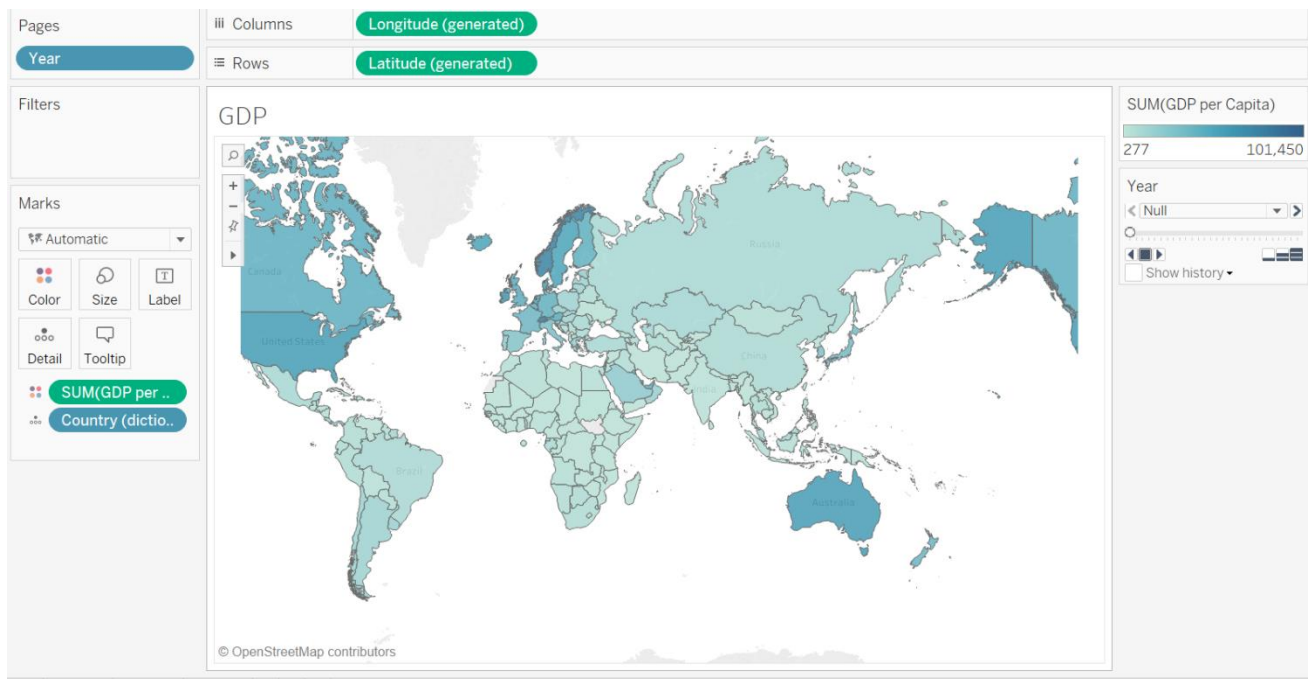 Pages
Year
Columns
Longitude (generated)
Rows
Latitude (generated)
Filters
Marks
Automatic
Color
Size
Label
Detail
Tooltip
SUM(GDP per ..
Country (dictio..
GDP
Canada
United States
Brazil
Russia
China
India
Australia
© OpenStreetMap contributors
SUM(GDP per Capita)
277
101,450
Year
Null
Show history